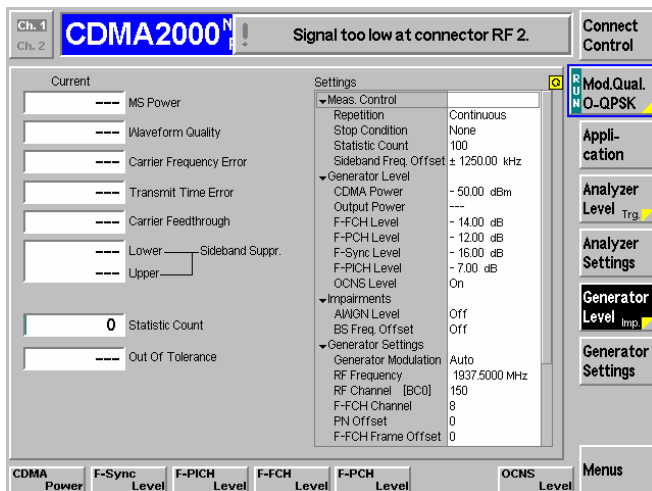 Ch. 1
Ch. 2
CDMA2000
! Signal too low at connector RF 2.
Connect Control
Current
Settings
--- MS Power
--- Waveform Quality
--- Carrier Frequency Error
--- Transmit Time Error
--- Carrier Feedthrough
--- Lower
Sideband Suppr.
--- Upper
0 Statistic Count
--- Out Of Tolerance
Meas. Control
Repetition Continuous
Stop Condition None
Statistic Count 100
Sideband Freq. Offset ± 1250.00 kHz
Generator Level
CDMA Power - 50.00 dBm
Output Power ---
F-FCH Level - 14.00 dB
F-PCH Level - 12.00 dB
F-Sync Level - 16.00 dB
F-PICH Level - 7.00 dB
OCNS Level On
Impairments
AWGN Level Off
BS Freq. Offset Off
Generator Settings
Generator Modulation Auto
RF Frequency 1937.5000 MHz
RF Channel [BC0] 150
F-FCH Channel 8
PN Offset 0
F-FCH Frame Offset 0
RUN
Mod.Qual.
O-QPSK
Appli-
cation
Analyzer
Level Trg.
Analyzer
Settings
Generator
Level Imp.
Generator
Settings
Menus
CDMA Power
F-Sync Level
F-PICH Level
F-FCH Level
F-PCH Level
OCNS Level